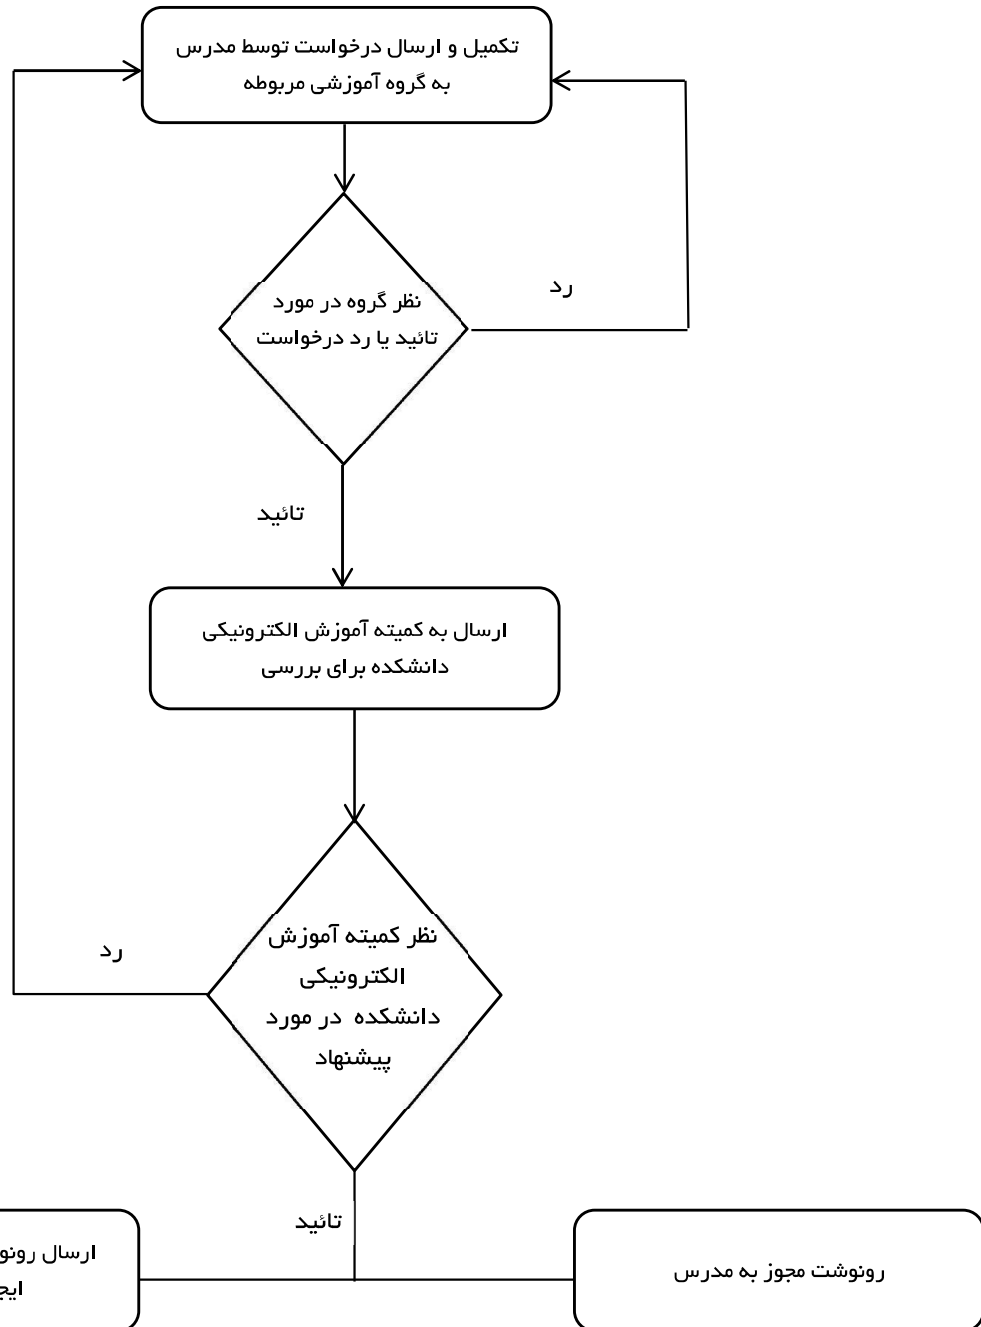 تکمیل و ارسال درخواست توسط مدرس
به گروه آموزشی مربوطه
نظر گروه در مورد
تائید یا رد درخواست
رد
تائید
ارسال به کمیته آموزش الکترونیکی
دانشکده برای بررسی
نظر کمیته آموزش
الکترونیکی
دانشکده در مورد
پیشنهاد
رد
تائید
رونوشت مجوز به مدرس
ارسال